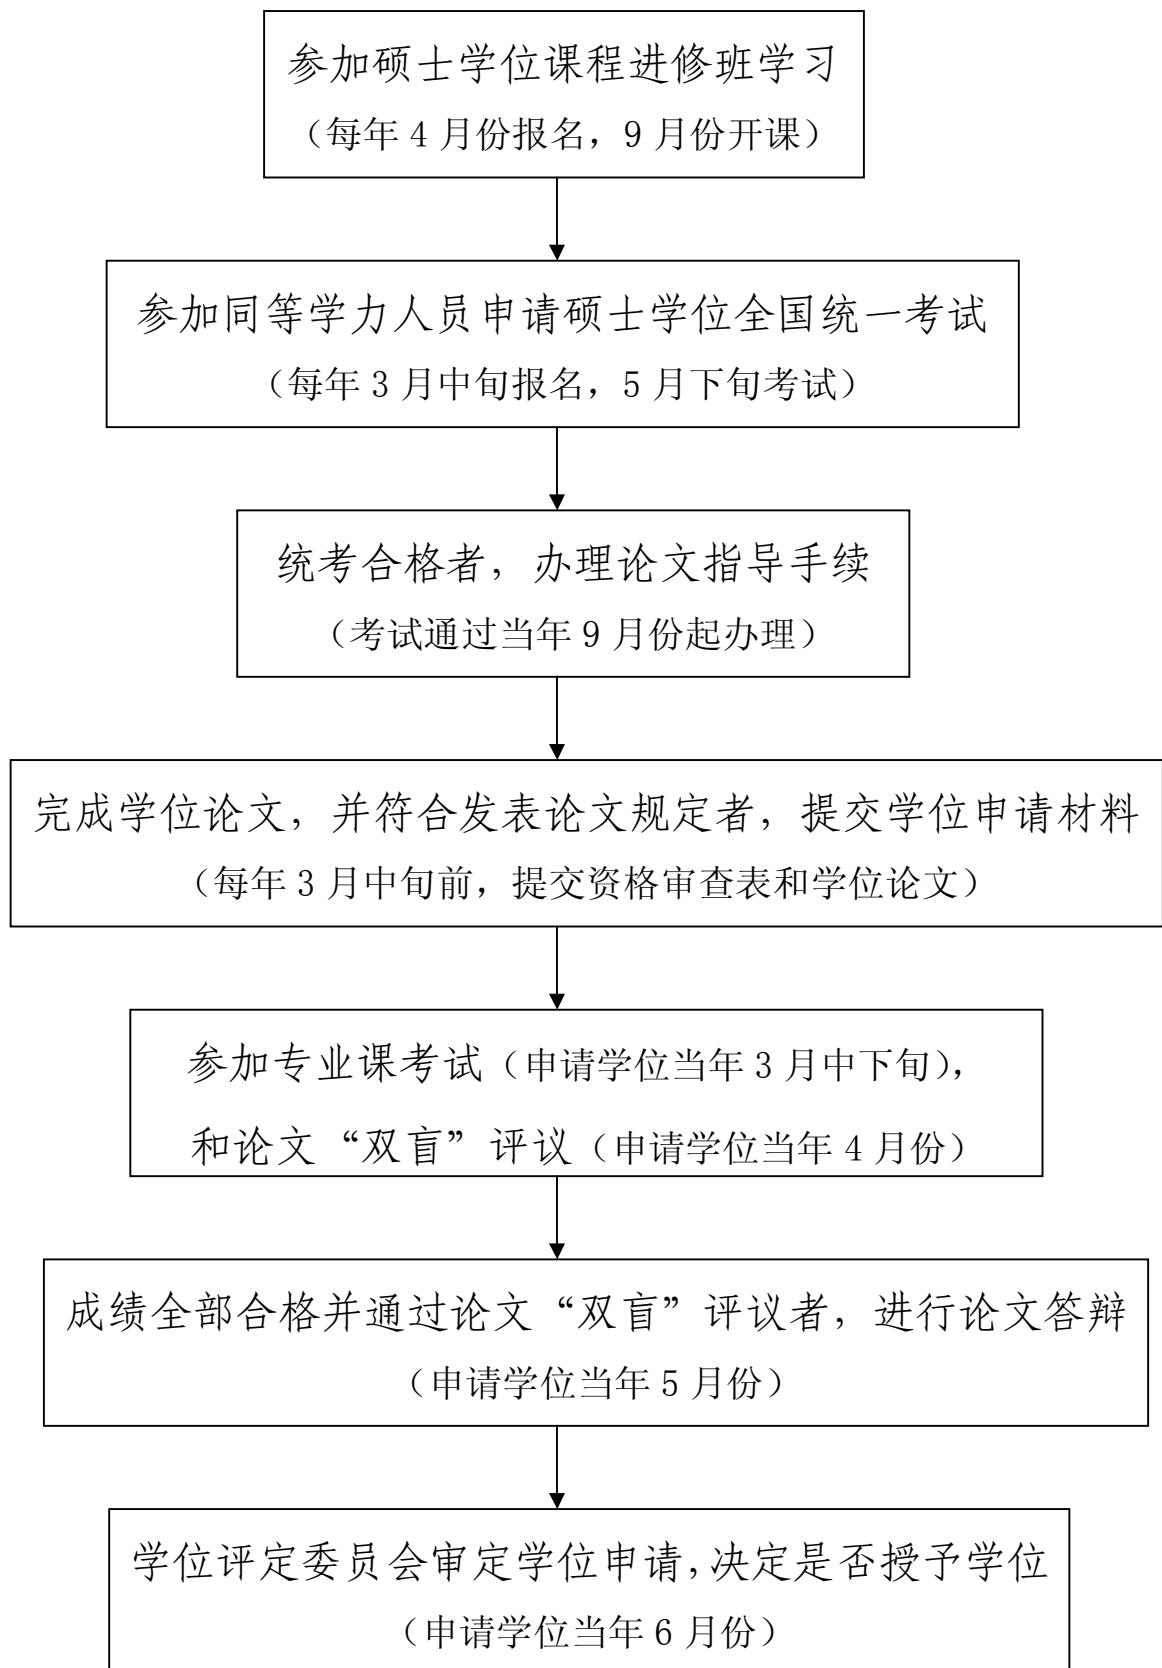 参加硕士学位课程进修班学习
（每年 4 月份报名，9 月份开课）
参加同等学力人员申请硕士学位全国统一考试
（每年 3 月中旬报名，5 月下旬考试）
统考合格者，办理论文指导手续
（考试通过当年 9 月份起办理）
完成学位论文，并符合发表论文规定者，提交学位申请材料
（每年 3 月中旬前，提交资格审查表和学位论文）
参加专业课考试（申请学位当年 3 月中下旬），
和论文“双盲”评议（申请学位当年 4 月份）
成绩全部合格并通过论文“双盲”评议者，进行论文答辩
（申请学位当年 5 月份）
学位评定委员会审定学位申请，决定是否授予学位
（申请学位当年 6 月份）